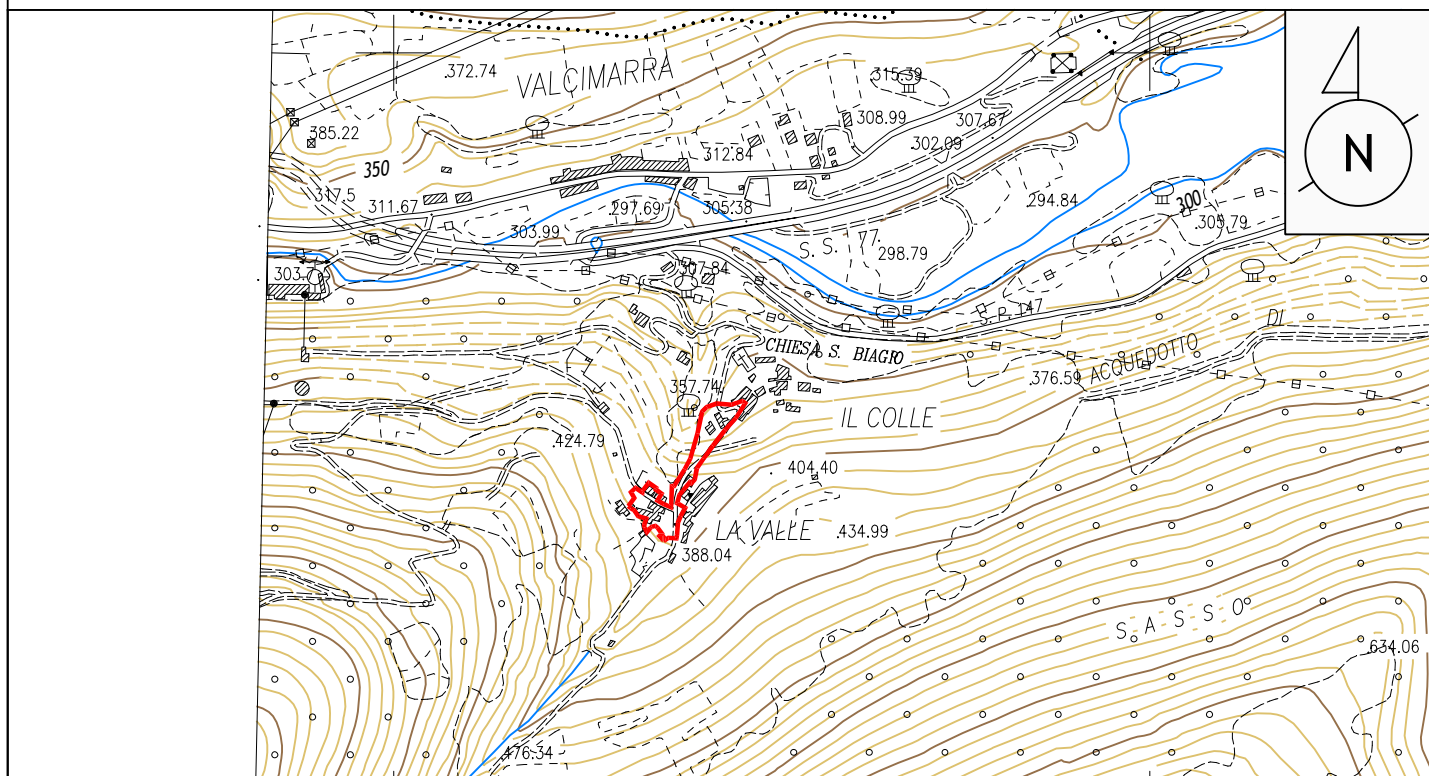 372.74
VALCIMARRA
315.39
N
385.22
308.99
307.67
302.09
350
312.84
317.5
311.67
297.69
305.38
294.84
300
303.99
305.79
S. S. 77
298.79
303.7
307.84
S. P. 147
DI
CHIESA S. BIAGIO
ACQUEDOTTO
357.74
376.59
IL COLLE
424.79
404.40
LA VALLE
434.99
388.04
SASSO
634.06
476.34